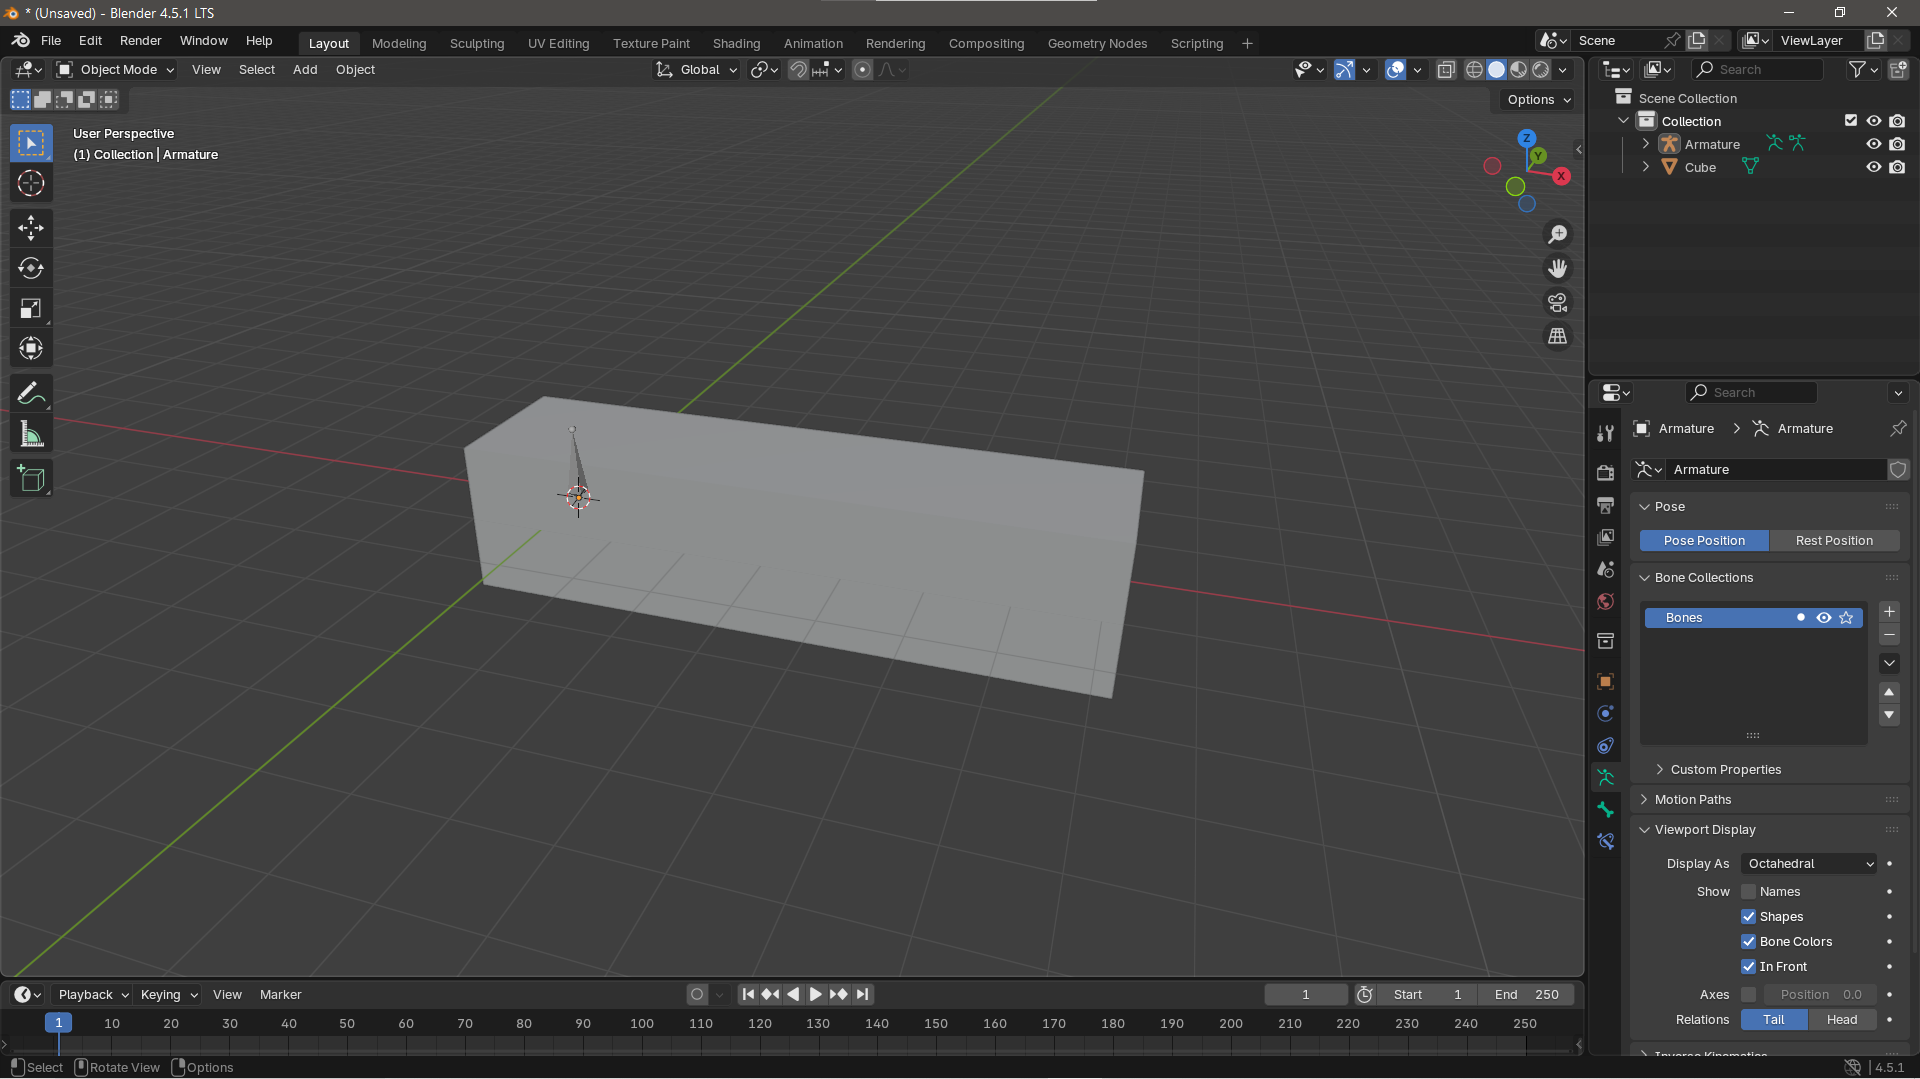 * (Unsaved) - Blender 4.5.1 LTS
File Edit Render Window Help Layout Modeling Sculpting UV Editing Texture Paint Shading Animation Rendering Compositing Geometry Nodes Scripting + Scene ViewLayer
Object Mode View Select Add Object Global Search
Options
Scene Collection
Collection
Armature
Cube
User Perspective
(1) Collection | Armature
Z
Y
X
Search
Armature > Armature
Armature
Pose
Pose Position Rest Position
Bone Collections
Bones
Custom Properties
Motion Paths
Viewport Display
Display As Octahedral
Show Names
Shapes
Bone Colors
In Front
Axes Position 0.0
Relations Tail Head
Inverse Kinematics
Playback Keying View Marker 1 Start 1 End 250
1 10 20 30 40 50 60 70 80 90 100 110 120 130 140 150 160 170 180 190 200 210 220 230 240 250
Select Rotate View Options 4.5.1